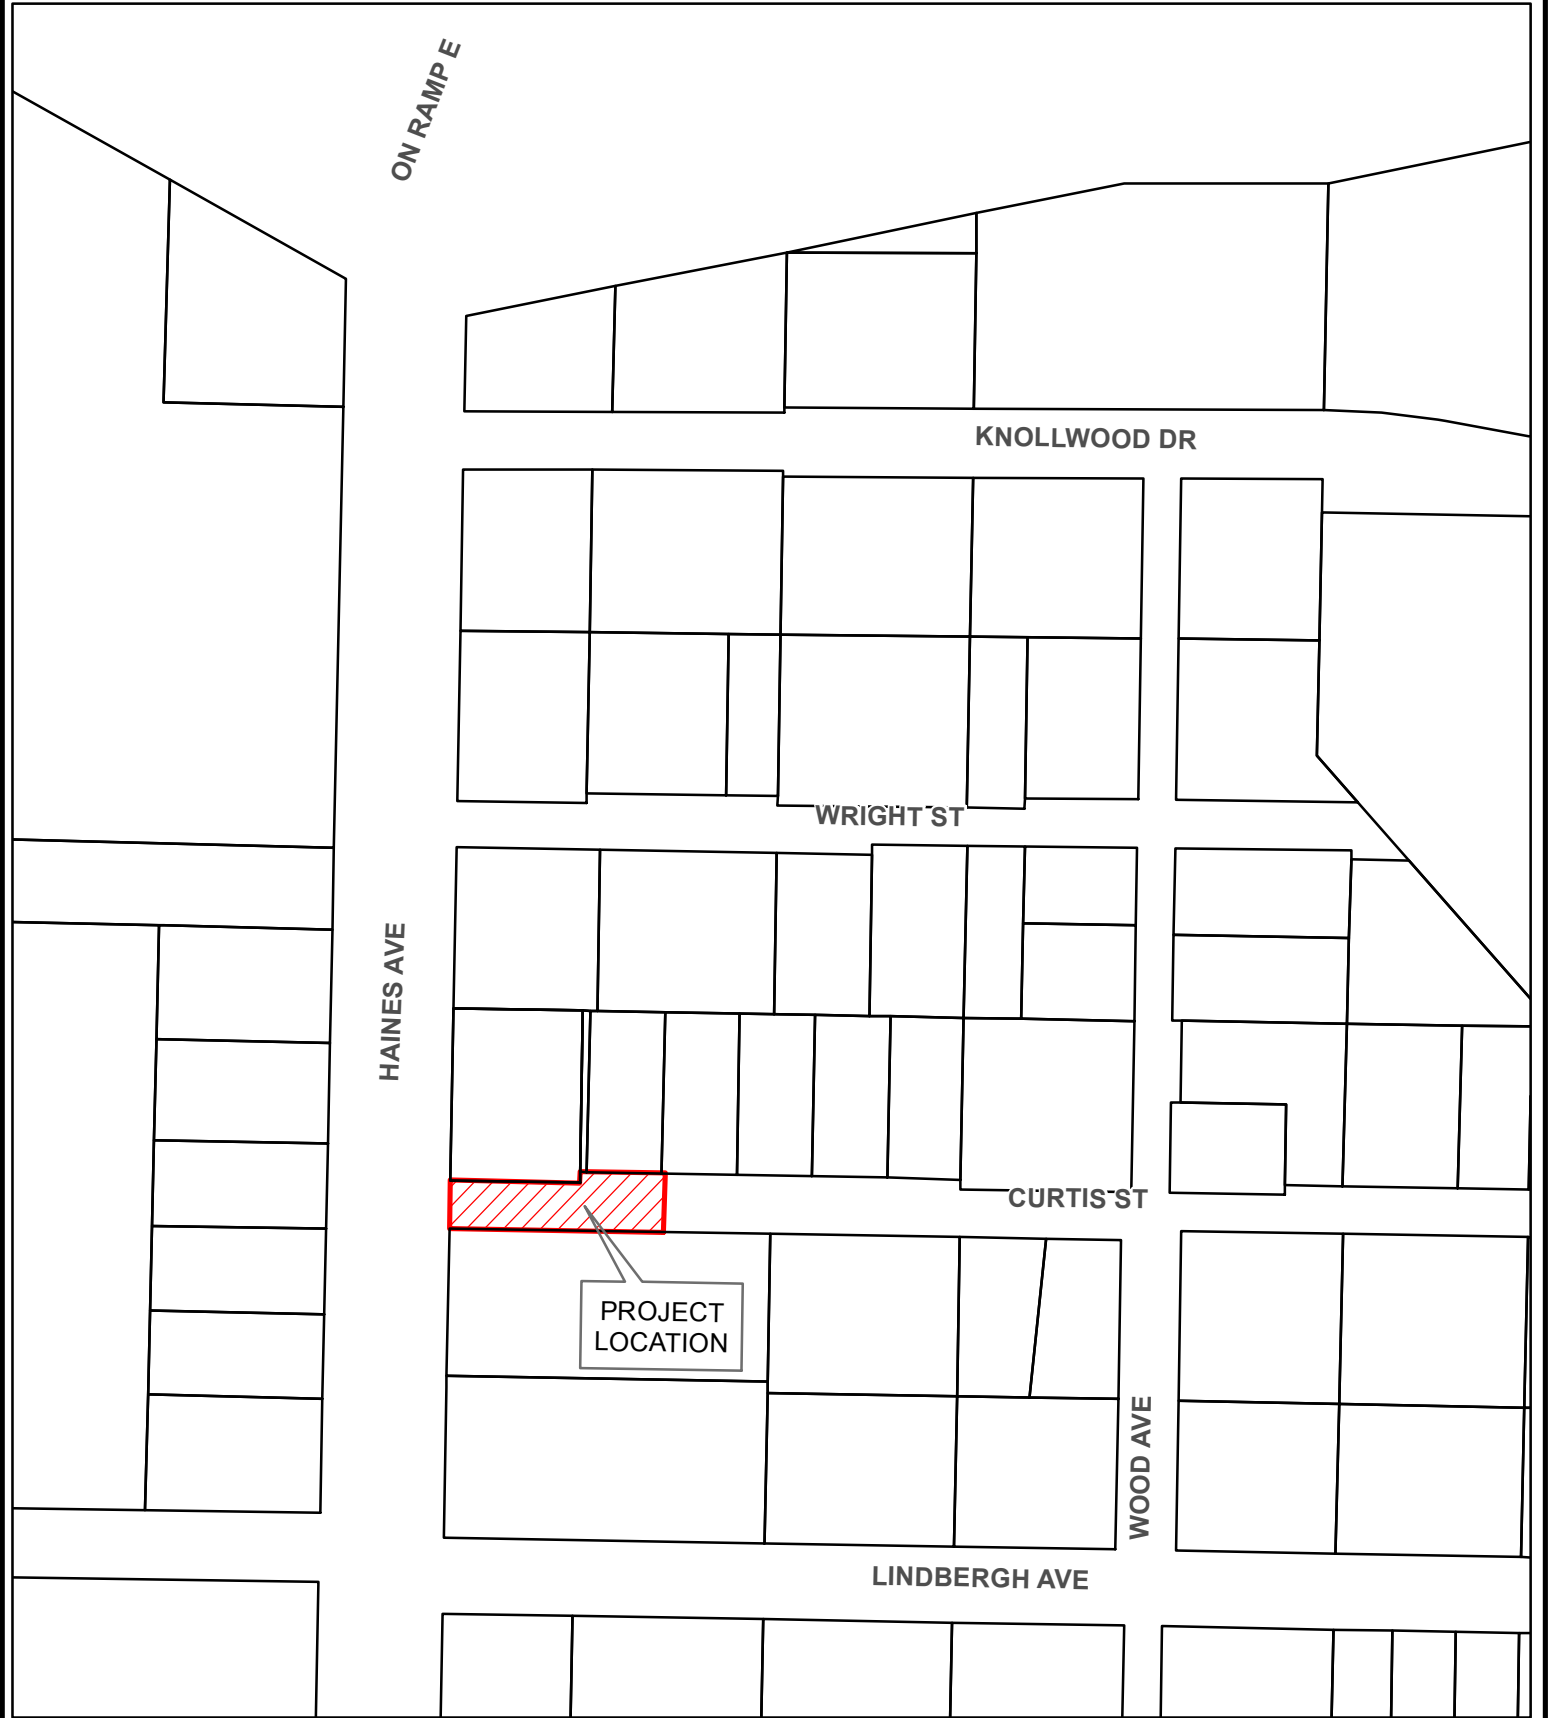 ON RAMP E
KNOLLWOOD DR
WRIGHT ST
HAINES AVE
CURTIS ST
PROJECT
LOCATION
WOOD AVE
LINDBERGH AVE